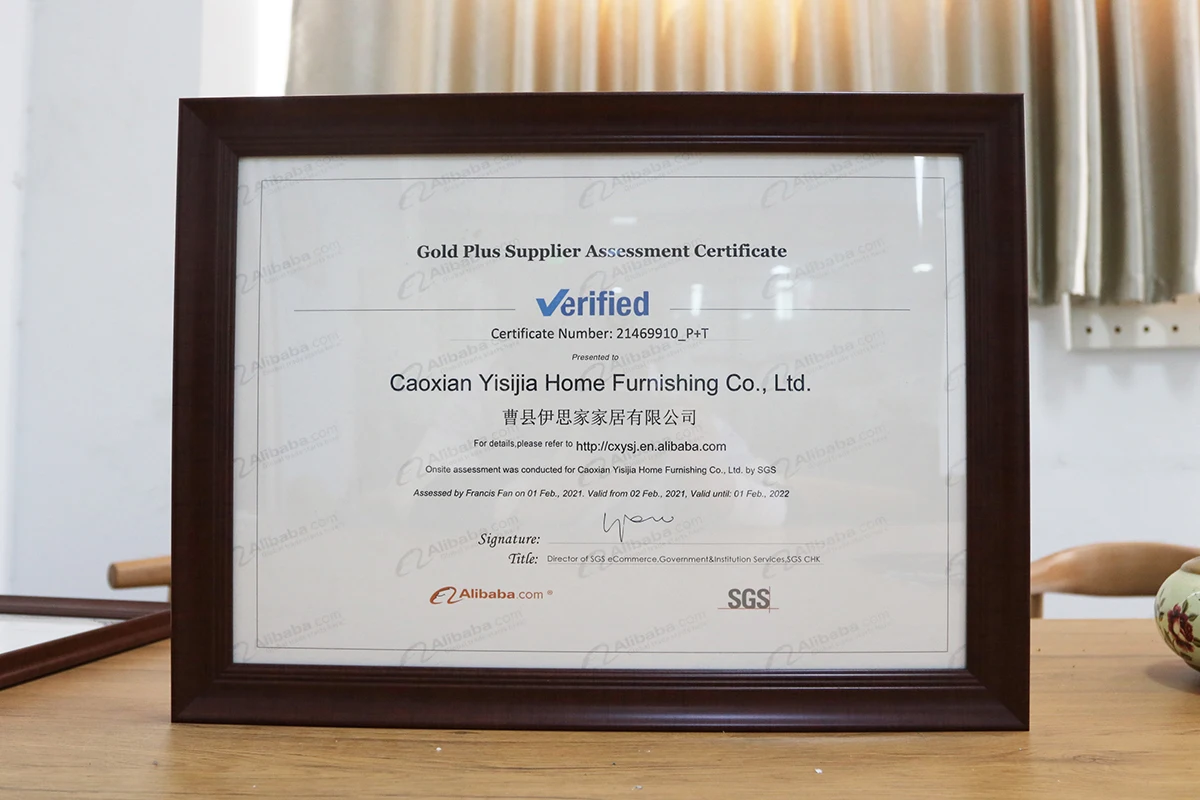 Gold Plus Supplier Assessment Certificate
Verified
Certificate Number: 21469910_P+T
Presented to
Caoxian Yisijia Home Furnishing Co., Ltd.
曹县伊思家家居有限公司
For details,please refer to http://cxysj.en.alibaba.com
Onsite assessment was conducted for Caoxian Yisijia Home Furnishing Co., Ltd. by SGS
Assessed by Francis Fan on 01 Feb., 2021. Valid from 02 Feb., 2021, Valid until: 01 Feb., 2022
Signature:
Title: Director of SGS eCommerce,Government&Institution Services,SGS CHK
Alibaba.com ®
SGS